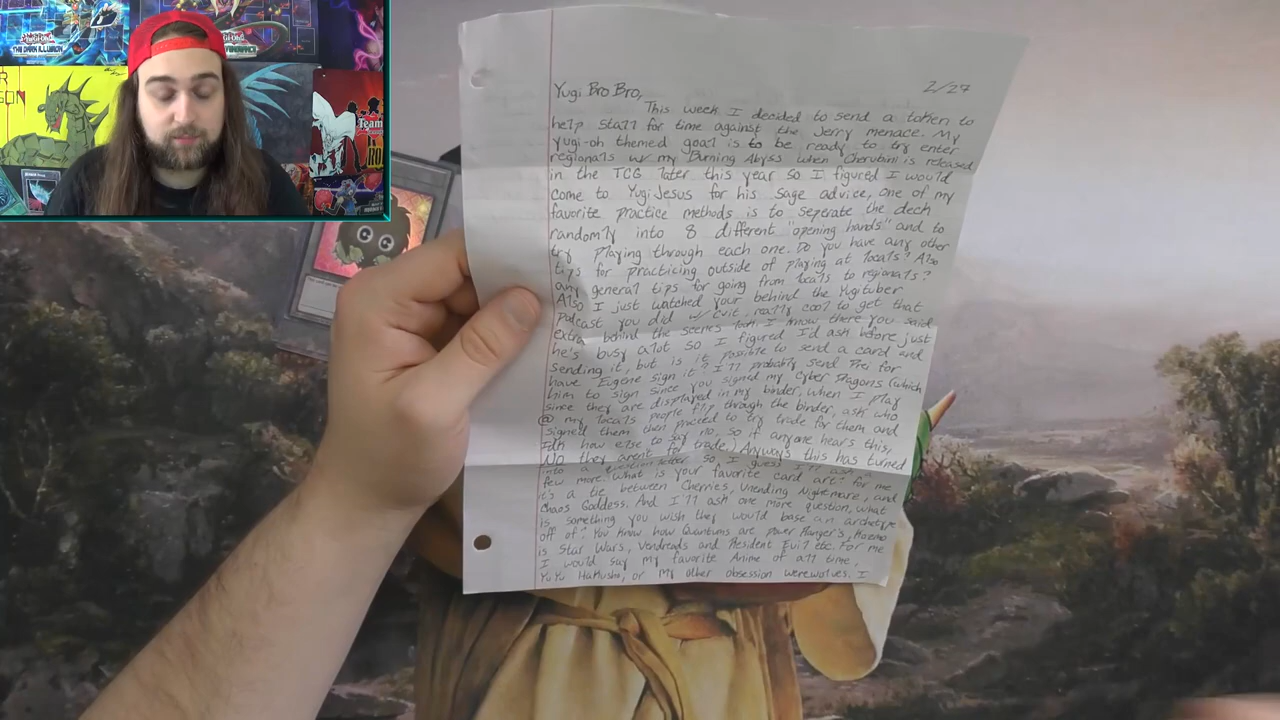 THE DARK ILLUSION
VENGEANCE
Team
Yugi Bro Bro,
2/27
This week I decided to send a token to
help stall for time against the Jerry menace. My
yugi-oh themed goal is to be ready to try enter
regionals w/ my Burning Abyss when Cherubini is released
in the TCG later this year so I figured I would
come to Yugi Jesus for his sage advice, one of my
favorite practice methods is to seperate the deck
randomly into 8 different "opening hands" and to
try playing through each one. Do you have any other
tips for practicing outside of playing at locals? Also
any general tips for going from locals to regionals?
Also I just watched your behind the Yugituber
podcast you did w/ Cvit, really cool to get that
extra behind the scenes look. I know there you said
he's busy alot so I figured I'd ask before just
sending it, but is it possible to send a card and
have Eugene sign it? I'll probably send for
him to sign since you signed my Cyber Dragons (which
since they are displayed in my binder, when I play
@ my locals people flip through the binder, ask who
signed them then proceed to try trade for them and
Idk how else to say no, so if anyone hears this,
No they arent for trade.) Anyways this has turned
into a question so I guess I'll ask a
few more. What is your favorite card art? For me
it's a tie between Cherries, Unending Nightmare, and
Chaos Goddess. And I'll ask one more question, what
is something you wish they would base an archetype
off of? You know how Quantums are power Ranger's,
is Star Wars, Vendreads and Resident Evil etc. For me
I would say my favorite Anime of all time,
YuYu Hakusho, or my other obsession werewolves. I